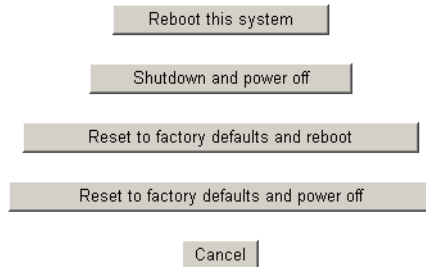 Reboot this system
Shutdown and power off
Reset to factory defaults and reboot
Reset to factory defaults and power off
Cancel